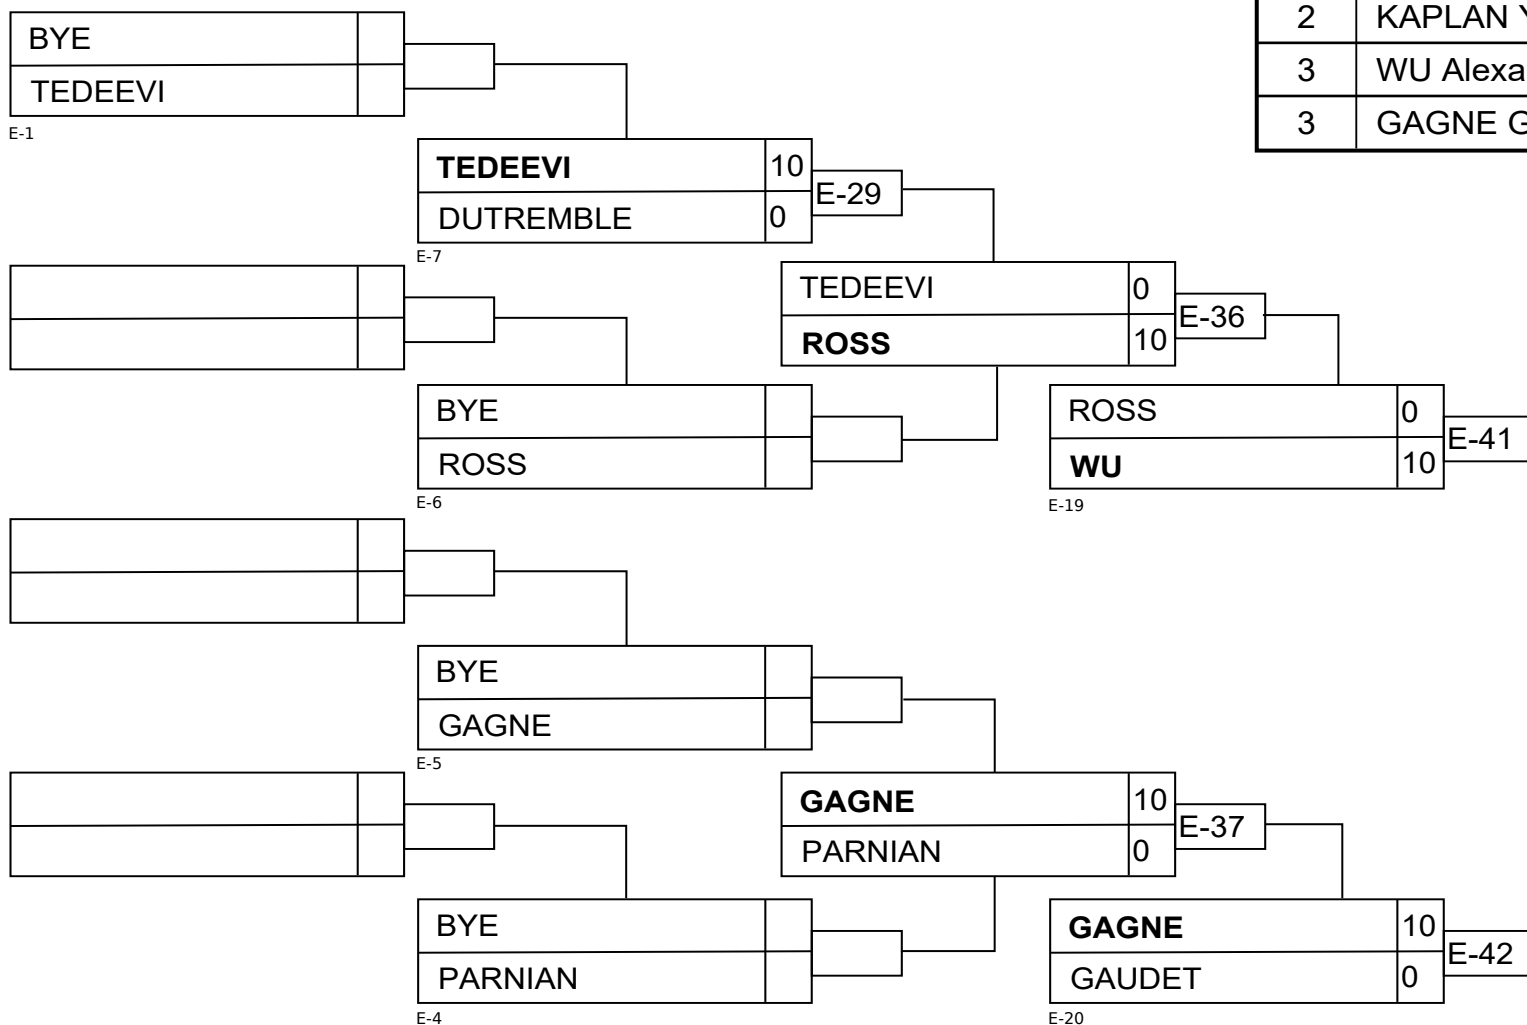 BYE
TEDEEVI
E-1
2 KAPLAN
3 WU Alexa
3 GAGNE G
TEDEEVI 10
E-29
DUTREMBLE 0
E-7
TEDEEVI 0
E-36
ROSS 10
BYE
ROSS
E-6
ROSS 0
E-41
WU 10
E-19
BYE
GAGNE
E-5
GAGNE 10
E-37
PARNIAN 0
BYE
PARNIAN
E-4
GAGNE 10
E-42
GAUDET 0
E-20